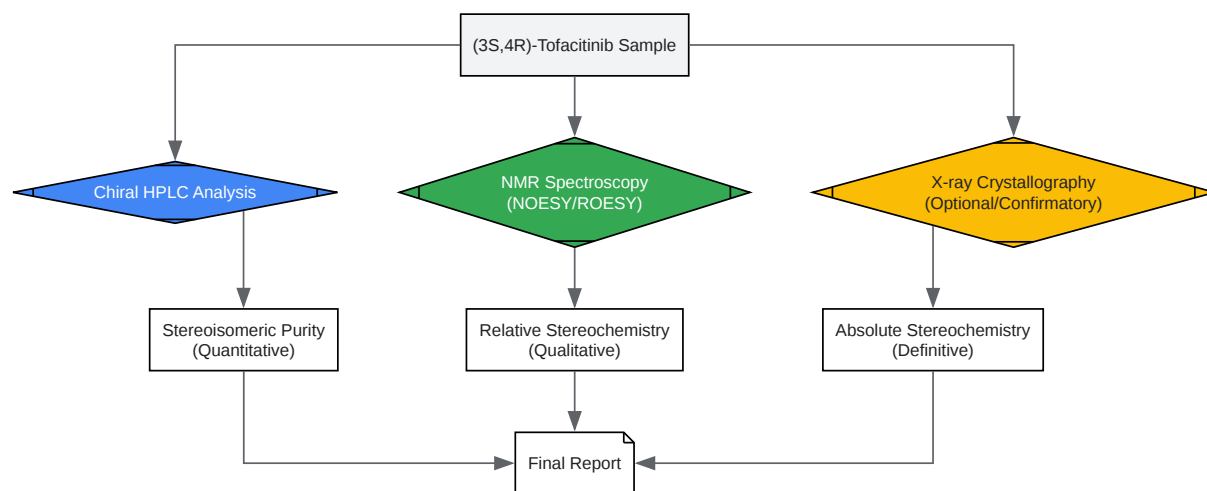 (3S,4R)-Tofacitinib Sample
Chiral HPLC Analysis
NMR Spectroscopy
(NOESY/ROESY)
X-ray Crystallography
(Optional/Confirmatory)
Stereoisomeric Purity
(Quantitative)
Relative Stereochemistry
(Qualitative)
Absolute Stereochemistry
(Definitive)
Final Report